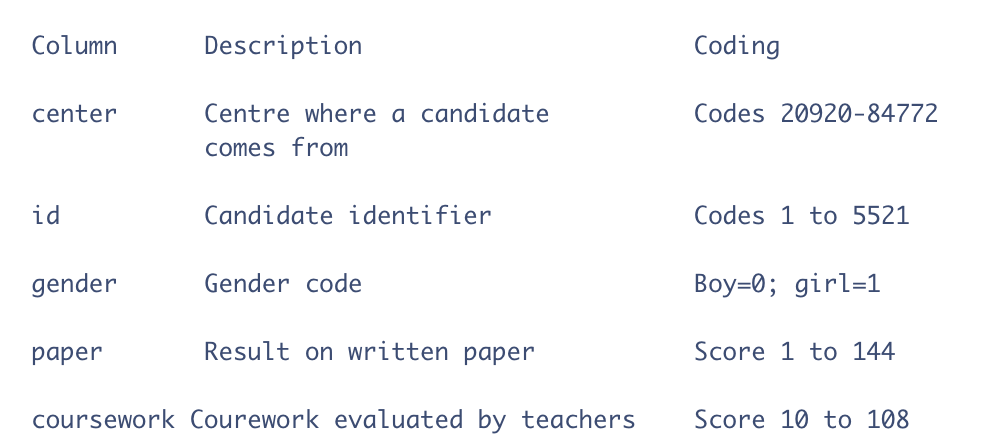 Column Description Coding
center Centre where a candidate Codes 20920-84772
comes from
id Candidate identifier Codes 1 to 5521
gender Gender code Boy=0; girl=1
paper Result on written paper Score 1 to 144
coursework Courework evaluated by teachers Score 10 to 108